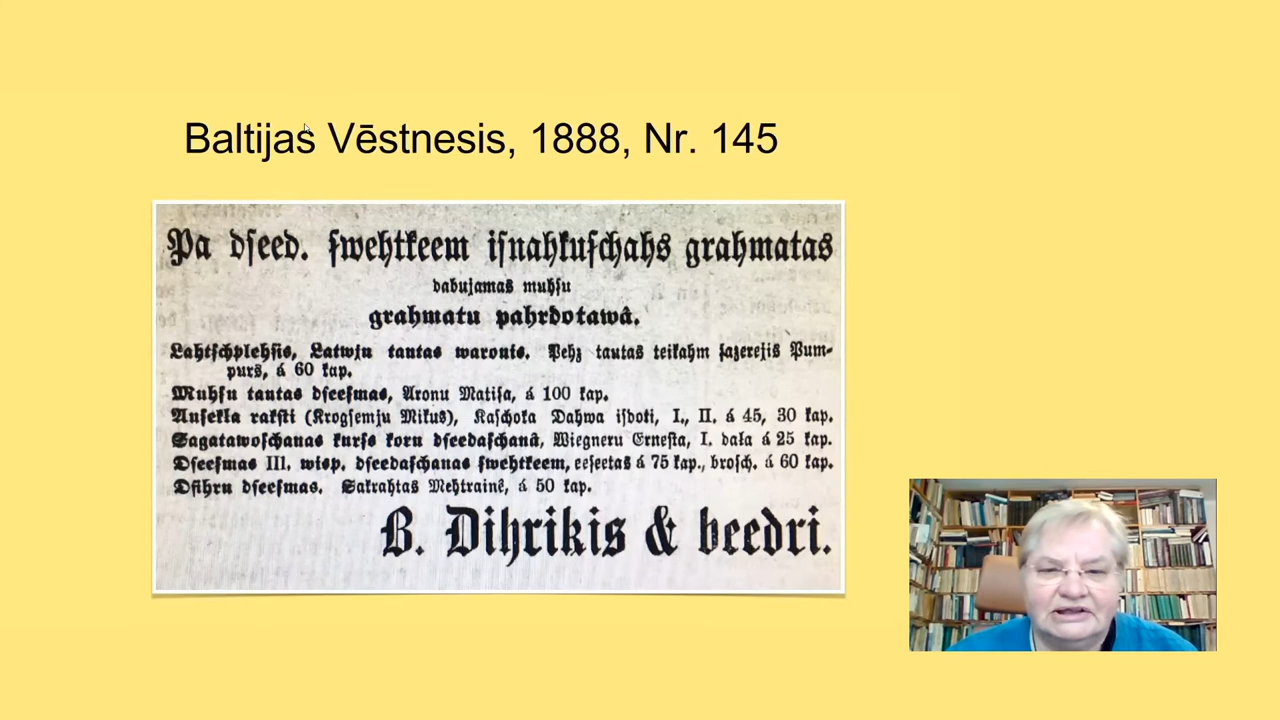 Baltijas Vēstnesis, 1888, Nr. 145
Pa dſeed. ſwehtkeem iſnahkuſchahs grahmatas
dabujamas muhſu
grahmatu pahrdotawâ.
Lahtſchplehſis, Latwju tautas waronis. Pehz tautas teikahm ſazerejis Pum-
purs, á 60 kap.
Muhſu tautas dſeeſmas, Aronu Matiſa, á 100 kap.
Auſekla rakſti (Krogſemju Mikus), Kaſchoka Dahwa iſdoti, I., II. á 45, 30 kap.
Sagatawoſchanas kurſs koru dſeedaſchanâ, Wiegneru Erneſta, I. daļa á 25 kap.
Dſeeſmas III. wiſp. dſeedaſchanas ſwehtkeem, eeſeetas á 75 kap., broſch. á 60 kap.
Dſihru dſeeſmas. Sakrahtas Mehtrainê, á 50 kap.
B. Dihrikis & beedri.